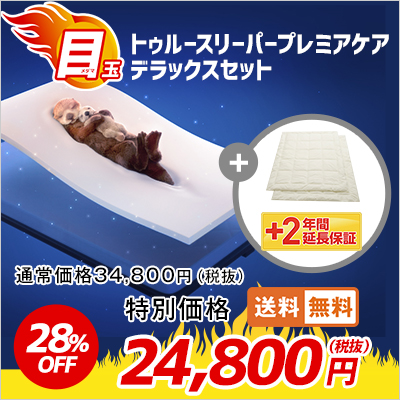 目玉
メダマ
トゥルースリーパープレミアケア
デラックスセット
+
+2年間
延長保証
通常価格34,800円(税抜)
特別価格
送料無料
28%
OFF
24,800円(税抜)